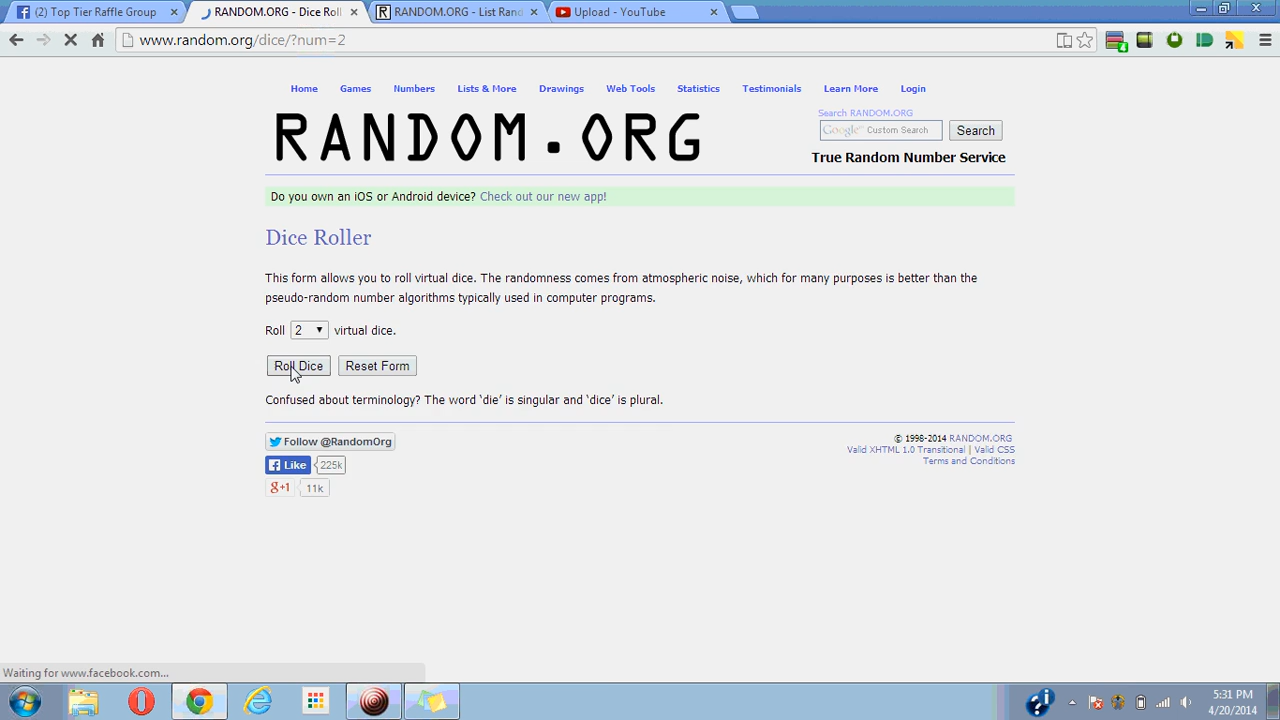 (2) Top Tier Raffle Group
RANDOM.ORG - Dice Roll
RANDOM.ORG - List Rand
Upload - YouTube
www.random.org/dice/?num=2
4
Home Games Numbers Lists & More Drawings Web Tools Statistics Testimonials Learn More Login
RANDOM.ORG
Search RANDOM.ORG
Google Custom Search Search
True Random Number Service
Do you own an iOS or Android device? Check out our new app!
Dice Roller
This form allows you to roll virtual dice. The randomness comes from atmospheric noise, which for many purposes is better than the
pseudo-random number algorithms typically used in computer programs.
Roll 2 virtual dice.
Roll Dice Reset Form
Confused about terminology? The word ‘die’ is singular and ‘dice’ is plural.
Follow @RandomOrg
Like 225k
g+1 11k
© 1998-2014 RANDOM.ORG
Valid XHTML 1.0 Transitional | Valid CSS
Terms and Conditions
Waiting for www.facebook.com...
5:31 PM
4/20/2014